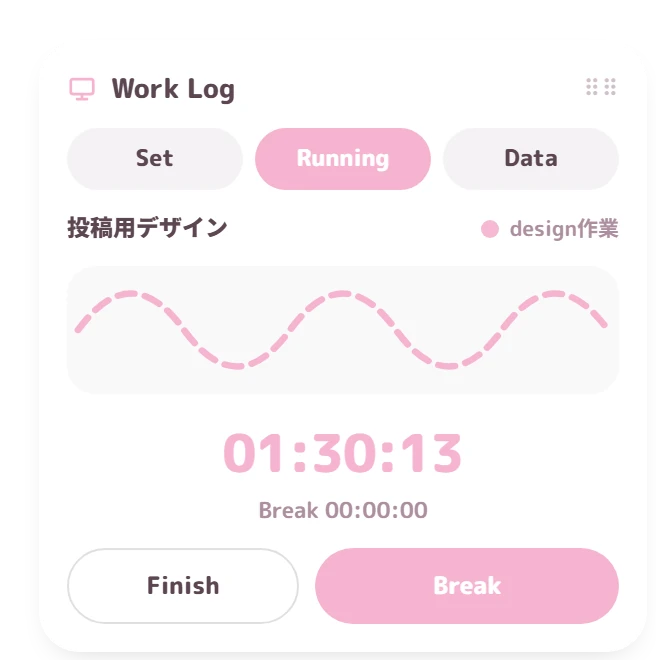 Work Log
Set Running Data
投稿用デザイン design作業
01:30:13
Break 00:00:00
Finish Break